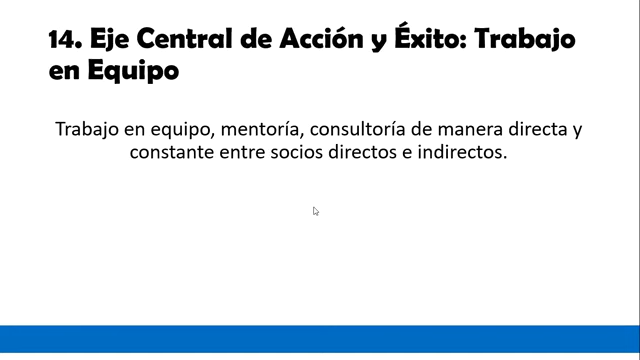 14. Eje Central de Acción y Éxito: Trabajo
en Equipo
Trabajo en equipo, mentoría, consultoría de manera directa y
constante entre socios directos e indirectos.